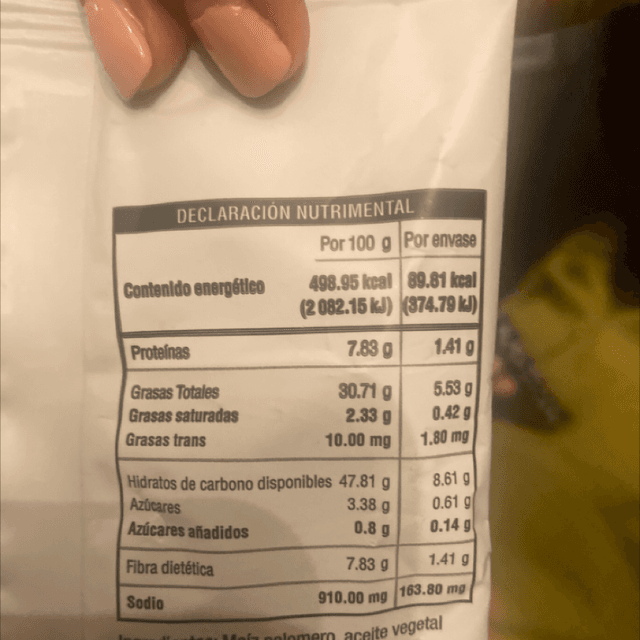 DECLARACIÓN NUTRIMENTAL
Por 100 g Por envase
Contenido energético 498.95 kcal 89.81 kcal
(2 082.15 kJ) (374.79 kJ)
Proteínas 7.83 g 1.41 g
Grasas Totales 30.71 g 5.53 g
Grasas saturadas 2.33 g 0.42 g
Grasas trans 10.00 mg 1.80 mg
Hidratos de carbono disponibles 47.81 g 8.61 g
Azúcares 3.38 g 0.61 g
Azúcares añadidos 0.8 g 0.14 g
Fibra dietética 7.83 g 1.41 g
Sodio 910.00 mg 163.80 mg
Ingredientes: Maíz palomero, aceite vegetal